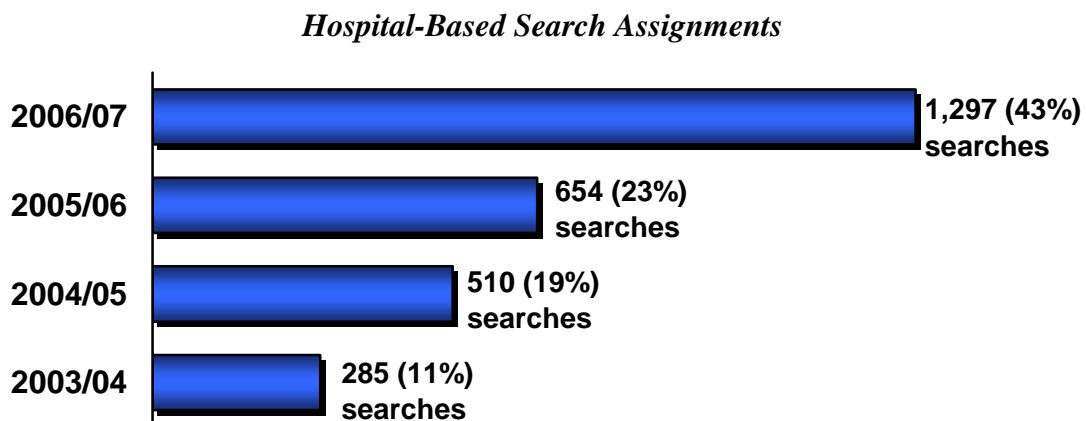 Hospital-Based Search Assignments
2006/07
1,297 (43%)
searches
2005/06
654 (23%)
searches
2004/05
510 (19%)
searches
2003/04
285 (11%)
searches